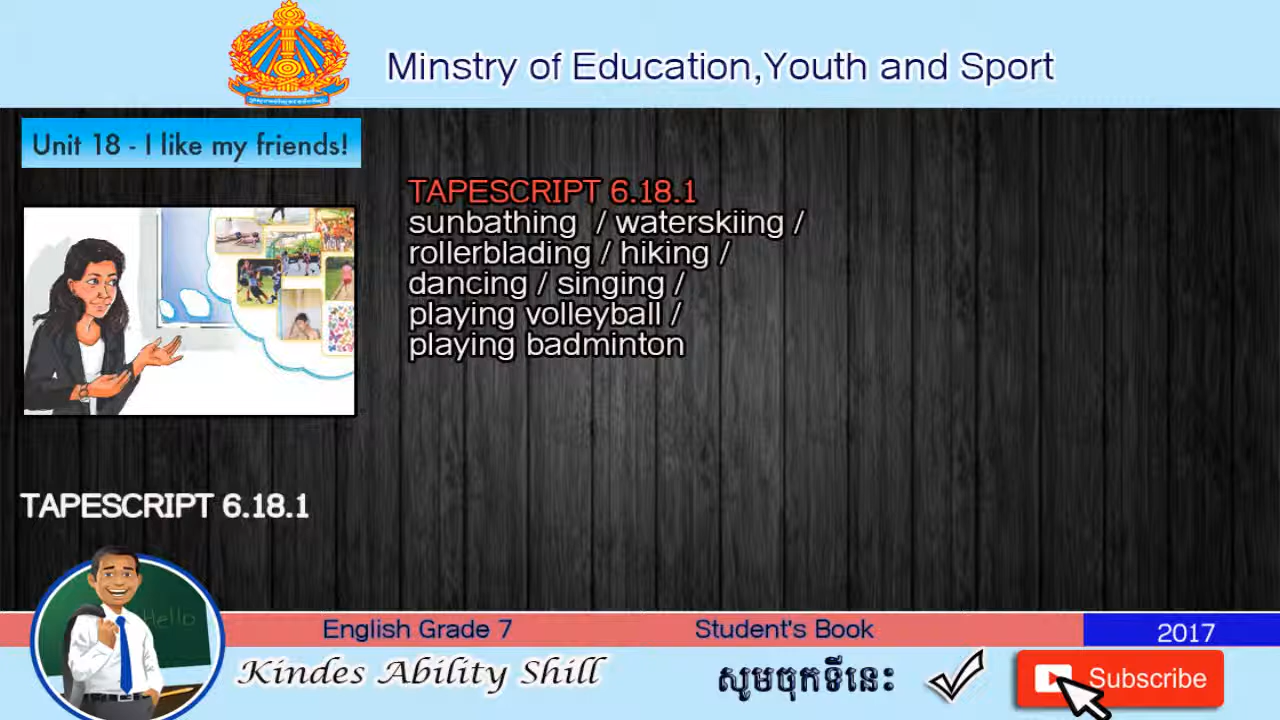 Minstry of Education,Youth and Sport
Unit 18 - I like my friends!
TAPESCRIPT 6.18.1
sunbathing / waterskiing /
rollerblading / hiking /
dancing / singing /
playing volleyball /
playing badminton
TAPESCRIPT 6.18.1
Hello
English Grade 7
Student's Book
2017
Kindes Ability Shill
សូមចុកទីនេះ
Subscribe